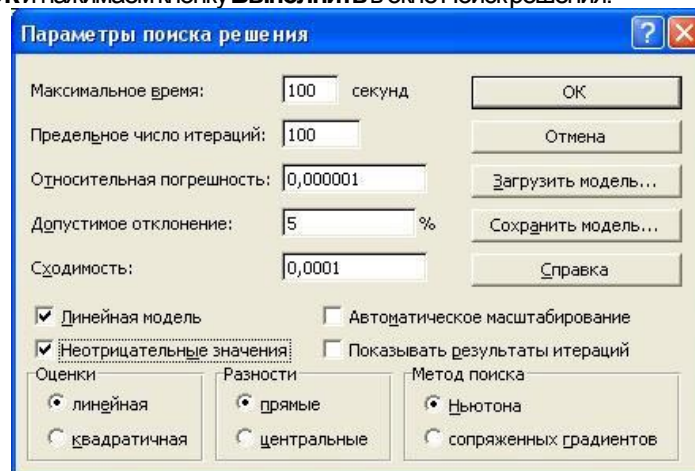 Параметры поиска решения
Максимальное время: 100 секунд ОК
Предельное число итераций: 100 Отмена
Относительная погрешность: 0,000001 Загрузить модель...
Допустимое отклонение: 5 % Сохранить модель...
Сходимость: 0,0001 Справка
Линейная модель Автоматическое масштабирование
Неотрицательные значения Показывать результаты итераций
Оценки Разности Метод поиска
линейная прямые Ньютона
квадратичная центральные сопряженных градиентов